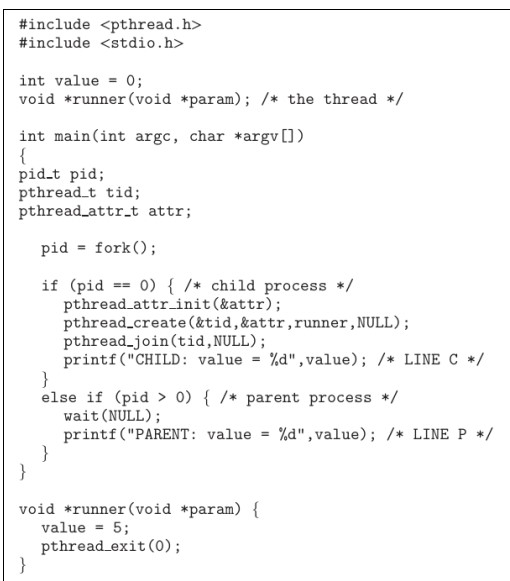 #include <pthread.h>
#include <stdio.h>

int value = 0;
void *runner(void *param); /* the thread */

int main(int argc, char *argv[])
{
pid_t pid;
pthread_t tid;
pthread_attr_t attr;

   pid = fork();

   if (pid == 0) { /* child process */
      pthread_attr_init(&attr);
      pthread_create(&tid,&attr,runner,NULL);
      pthread_join(tid,NULL);
      printf("CHILD: value = %d",value); /* LINE C */
   }
   else if (pid > 0) { /* parent process */
      wait(NULL);
      printf("PARENT: value = %d",value); /* LINE P */
   }
}

void *runner(void *param) {
   value = 5;
   pthread_exit(0);
}